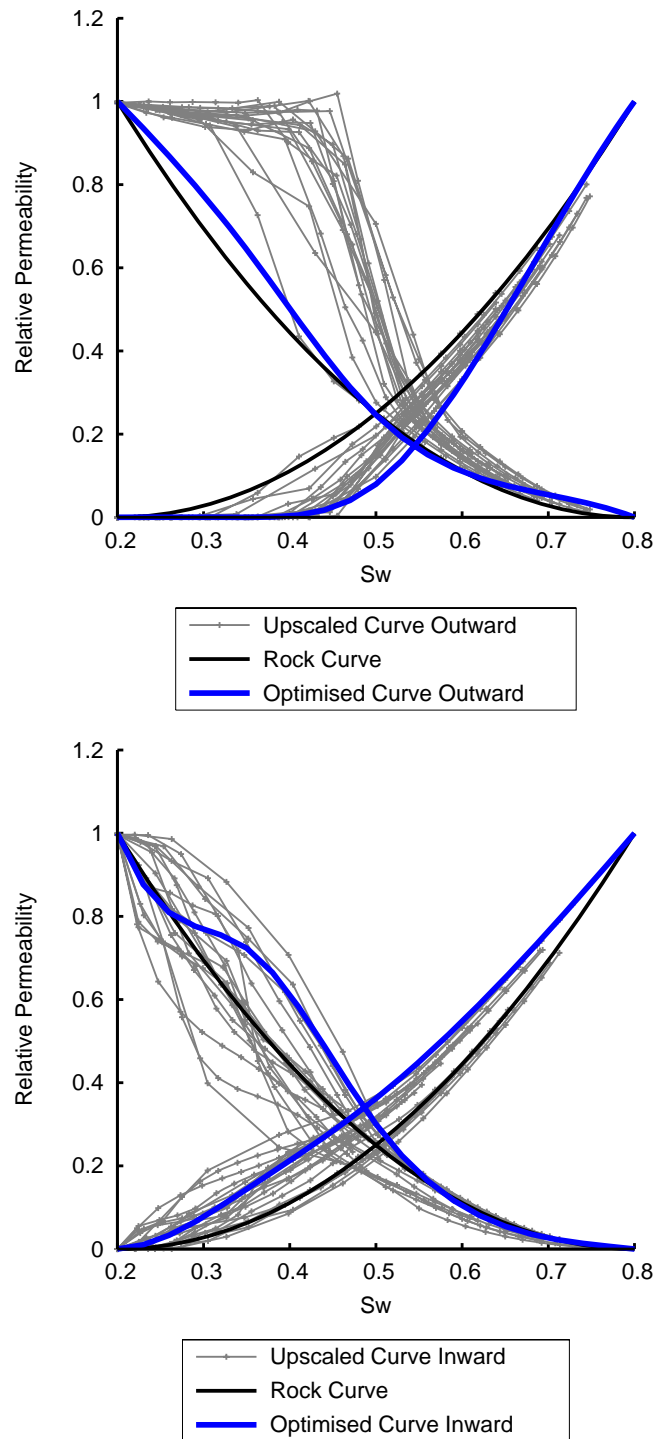 1.2
1
0.8
0.6
0.4
0.2
0
Relative Permeability
0.2 0.3 0.4 0.5 0.6 0.7 0.8
Sw
Upscaled Curve Outward
Rock Curve
Optimised Curve Outward
1.2
1
0.8
0.6
0.4
0.2
0
Relative Permeability
0.2 0.3 0.4 0.5 0.6 0.7 0.8
Sw
Upscaled Curve Inward
Rock Curve
Optimised Curve Inward